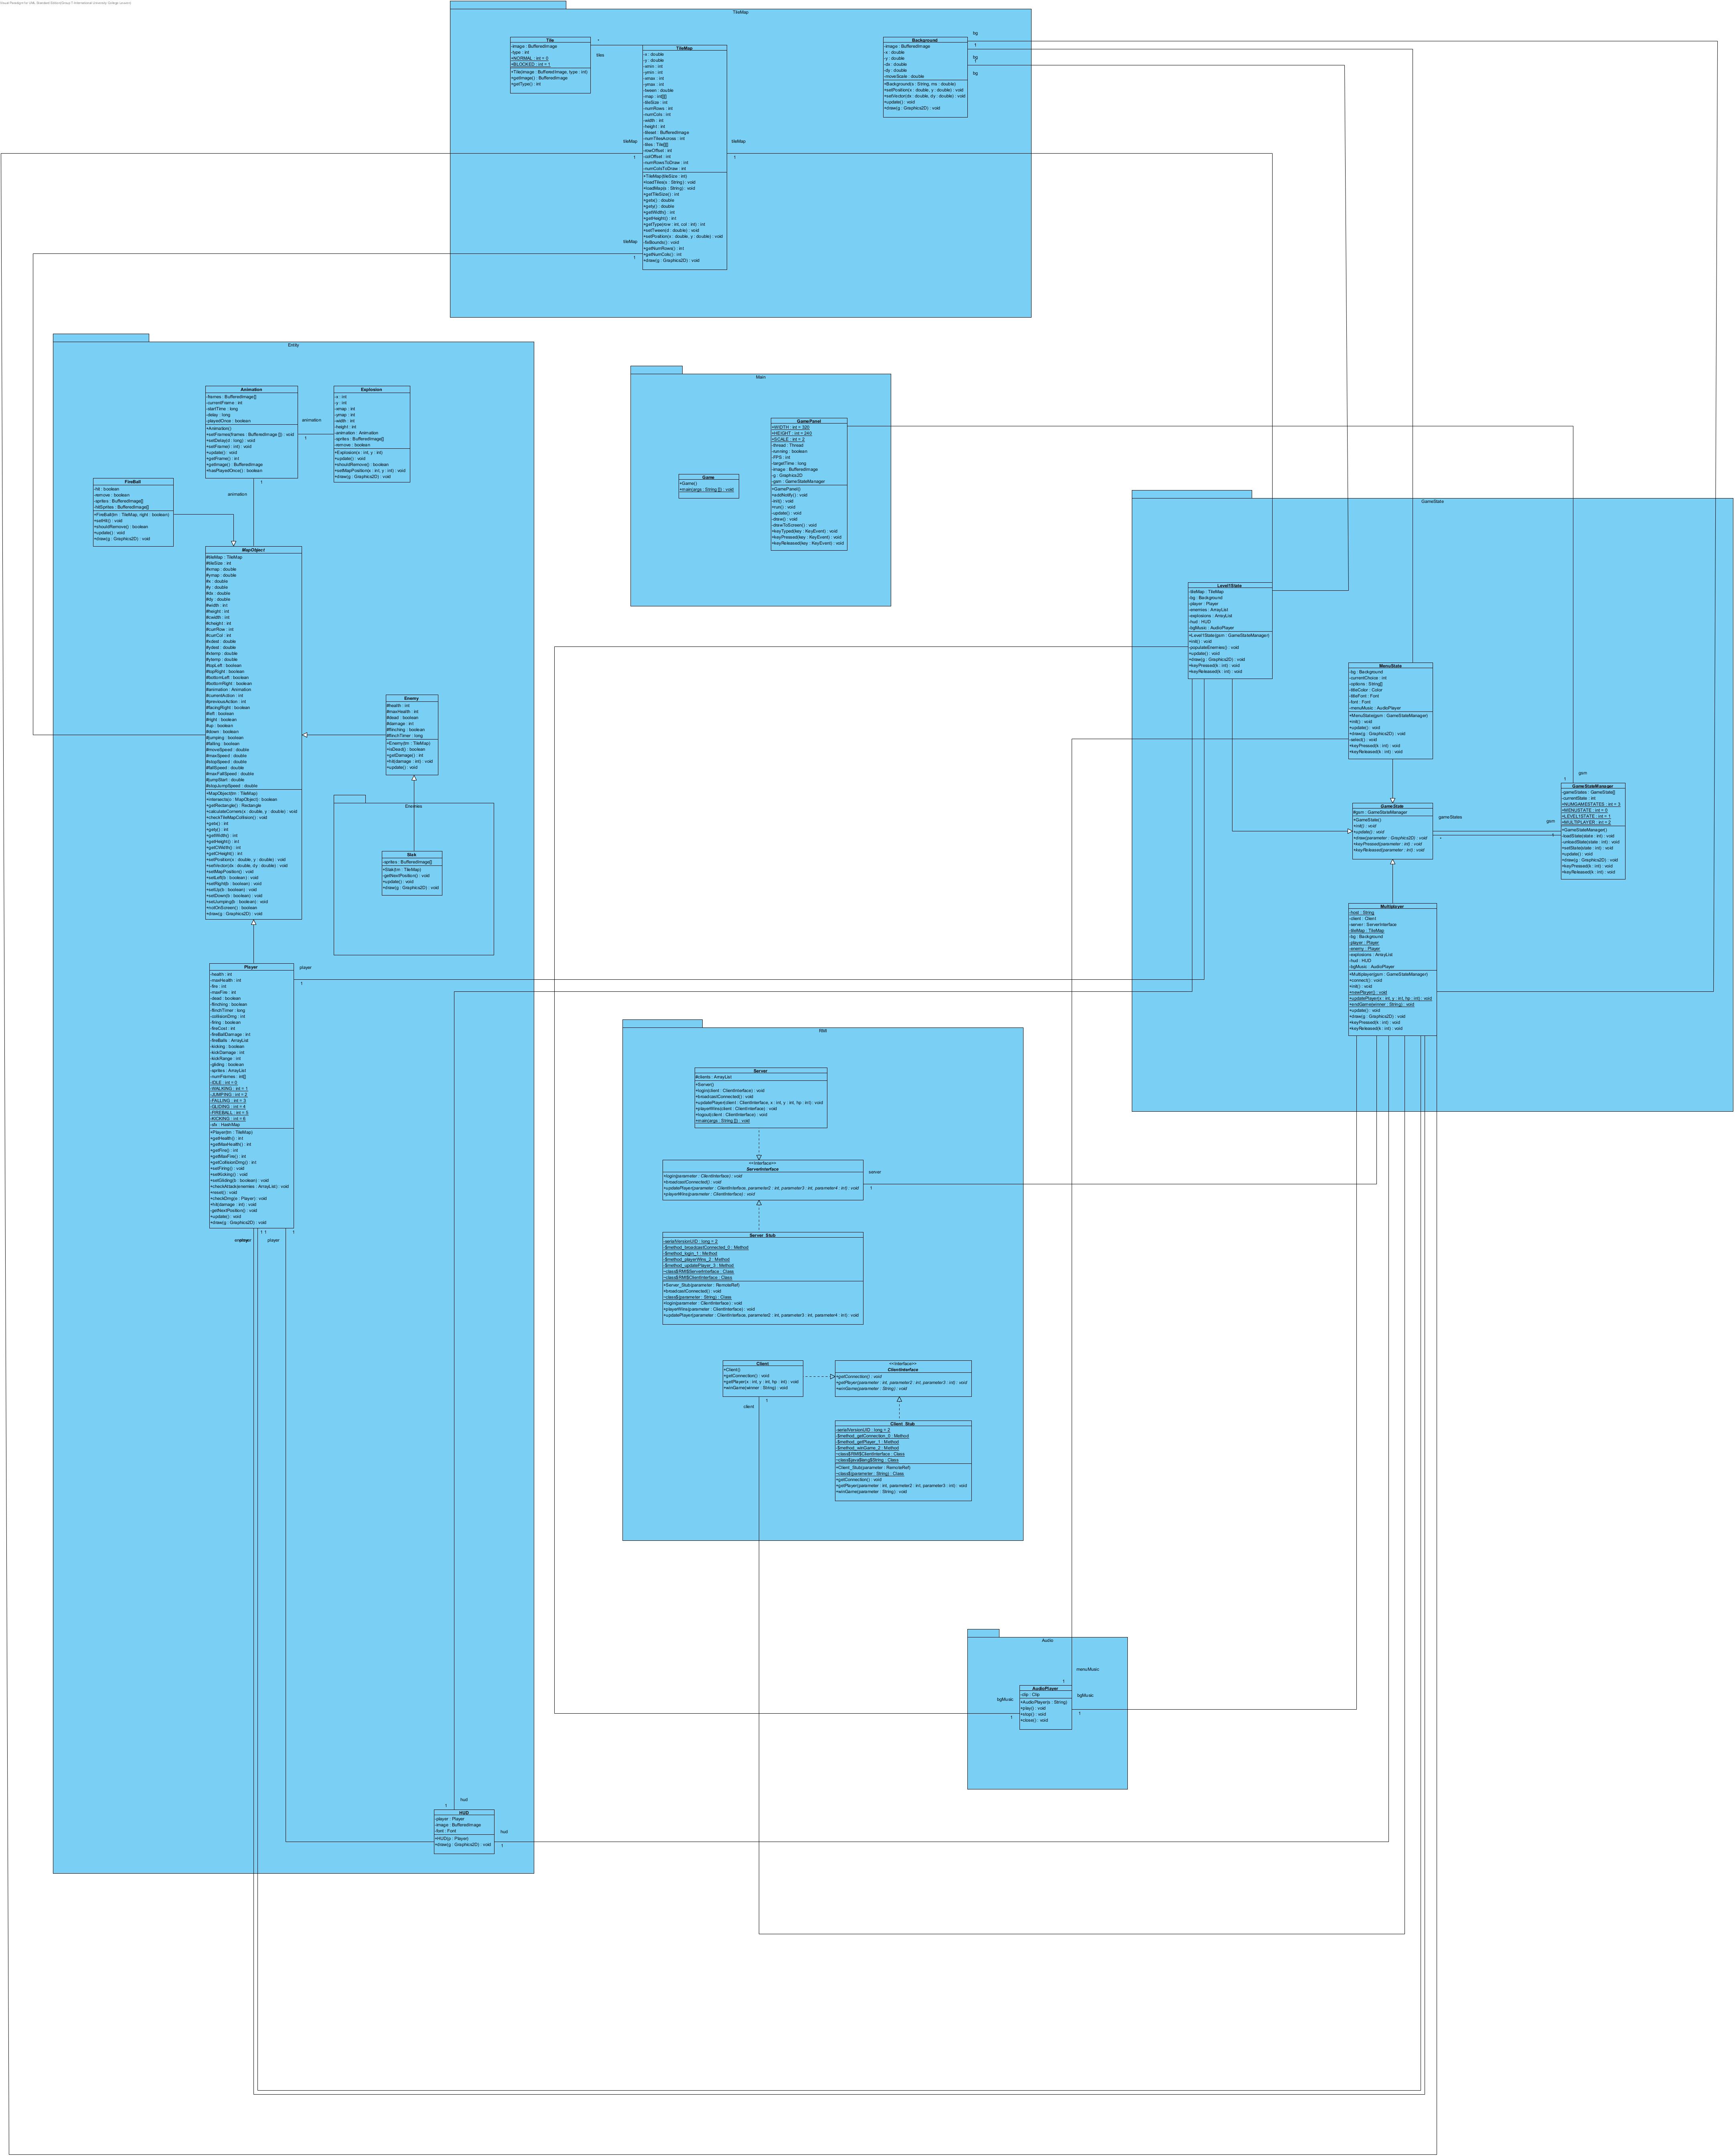 TileMap
Tile
-image : BufferedImage
-type : int
+NORMAL : int = 0
+BLOCKED : int = 1
+Tile(image : BufferedImage, type : int)
+getImage() : BufferedImage
+getType() : int
*
tiles
TileMap
-x : double
-y : double
-xmin : int
-ymin : int
-xmax : int
-ymax : int
-tween : double
-map : int[][]
-tileSize : int
-numRows : int
-numCols : int
-width : int
-height : int
-tileset : BufferedImage
-numTilesAcross : int
-tiles : Tile[][]
-rowOffset : int
-colOffset : int
-numRowsToDraw : int
-numColsToDraw : int
+TileMap(tileSize : int)
+loadTiles(s : String) : void
+loadMap(s : String) : void
+getTileSize() : int
+getx() : double
+gety() : double
+getWidth() : int
+getHeight() : int
+getType(row : int, col : int) : int
+setTween(d : double) : void
+setPosition(x : double, y : double) : void
-fixBounds() : void
+getNumRows() : int
+getNumCols() : int
+draw(g : Graphics2D) : void
tileMap
1
tileMap
1
tileMap
1
Background
-image : BufferedImage
-x : double
-y : double
-dx : double
-dy : double
-moveScale : double
+Background(s : String, ms : double)
+setPosition(x : double, y : double) : void
+setVector(dx : double, dy : double) : void
+update() : void
+draw(g : Graphics2D) : void
bg
1
bg
1
bg
Entity
Animation
-frames : BufferedImage[]
-currentFrame : int
-startTime : long
-delay : long
-playedOnce : boolean
+Animation()
+setFrames(frames : BufferedImage []) : void
+setDelay(d : long) : void
+setFrame(i : int) : void
+update() : void
+getFrame() : int
+getImage() : BufferedImage
+hasPlayedOnce() : boolean
animation
1
1
animation
Explosion
-x : int
-y : int
-xmap : int
-ymap : int
-width : int
-height : int
-animation : Animation
-sprites : BufferedImage[]
-remove : boolean
+Explosion(x : int, y : int)
+update() : void
+shouldRemove() : boolean
+setMapPosition(x : int, y : int) : void
+draw(g : Graphics2D) : void
FireBall
-hit : boolean
-remove : boolean
-sprites : BufferedImage[]
-hitSprites : BufferedImage[]
+FireBall(tm : TileMap, right : boolean)
+setHit() : void
+shouldRemove() : boolean
+update() : void
+draw(g : Graphics2D) : void
MapObject
#tileMap : TileMap
#tileSize : int
#xmap : double
#ymap : double
#x : double
#y : double
#dx : double
#dy : double
#width : int
#height : int
#cwidth : int
#cheight : int
#currRow : int
#currCol : int
#xdest : double
#ydest : double
#xtemp : double
#ytemp : double
#topLeft : boolean
#topRight : boolean
#bottomLeft : boolean
#bottomRight : boolean
#animation : Animation
#currentAction : int
#previousAction : int
#facingRight : boolean
#left : boolean
#right : boolean
#up : boolean
#down : boolean
#jumping : boolean
#falling : boolean
#moveSpeed : double
#maxSpeed : double
#stopSpeed : double
#fallSpeed : double
#maxFallSpeed : double
#jumpStart : double
#stopJumpSpeed : double
+MapObject(tm : TileMap)
+intersects(o : MapObject) : boolean
+getRectangle() : Rectangle
+calculateCorners(x : double, y : double) : void
+checkTileMapCollision() : void
+getx() : int
+gety() : int
+getWidth() : int
+getHeight() : int
+getCWidth() : int
+getCHeight() : int
+setPosition(x : double, y : double) : void
+setVector(dx : double, dy : double) : void
+setMapPosition() : void
+setLeft(b : boolean) : void
+setRight(b : boolean) : void
+setUp(b : boolean) : void
+setDown(b : boolean) : void
+setJumping(b : boolean) : void
+notOnScreen() : boolean
+draw(g : Graphics2D) : void
Enemy
#health : int
#maxHealth : int
#dead : boolean
#damage : int
#flinching : boolean
#flinchTimer : long
+Enemy(tm : TileMap)
+isDead() : boolean
+getDamage() : int
+hit(damage : int) : void
+update() : void
Enemies
-sprites : BufferedImage[]
-getNextPosition() : void
+update() : void
+draw(g : Graphics2D) : void
Player
-health : int
-maxHealth : int
-fire : int
-maxFire : int
-dead : boolean
-flinching : boolean
-flinchTimer : long
-collisionDmg : int
-firing : boolean
-fireCost : int
-fireBallDamage : int
-fireBalls : ArrayList
-kicking : boolean
-kickDamage : int
-kickRange : int
-gliding : boolean
-sprites : ArrayList
-numFrames : int[]
-IDLE : int = 0
-WALKING : int = 1
-JUMPING : int = 2
-FALLING : int = 3
-GLIDING : int = 4
-FIREBALL : int = 5
-KICKING : int = 6
-sfx : HashMap
+Player(tm : TileMap)
+getHealth() : int
+getMaxHealth() : int
+getFire() : int
+getMaxFire() : int
+getCollisionDmg() : int
+setFiring() : void
+setKicking() : void
+setGliding(b : boolean) : void
+checkAttack(enemies : ArrayList) : void
+reset() : void
+checkDmg(e : Player) : void
+hit(damage : int) : void
-getNextPosition() : void
+update() : void
+draw(g : Graphics2D) : void
player
1
1 1
1
player
HUD
-player : Player
-image : BufferedImage
-font : Font
+HUD(p : Player)
+draw(g : Graphics2D) : void
hud
1
hud
1
Main
Game
+Game()
+main(args : String []) : void
GamePanel
+WIDTH : int = 320
+HEIGHT : int = 240
+SCALE : int = 2
-thread : Thread
-running : boolean
-FPS : int
-targetTime : long
-image : BufferedImage
-g : Graphics2D
-gsm : GameStateManager
+GamePanel()
+addNotify() : void
-init() : void
+run() : void
-update() : void
-draw() : void
-drawToScreen() : void
+keyTyped(key : KeyEvent) : void
+keyPressed(key : KeyEvent) : void
+keyReleased(key : KeyEvent) : void
GameState
Level1State
-tileMap : TileMap
-bg : Background
-player : Player
-enemies : ArrayList
-explosions : ArrayList
-hud : HUD
-bgMusic : AudioPlayer
+Level1State(gsm : GameStateManager)
+init() : void
-populateEnemies() : void
+update() : void
+draw(g : Graphics2D) : void
+keyPressed(k : int) : void
+keyReleased(k : int) : void
MenuState
-bg : Background
-currentChoice : int
-options : String[]
-titleColor : Color
-titleFont : Font
-font : Font
-menuMusic : AudioPlayer
+MenuState(gsm : GameStateManager)
+init() : void
+update() : void
+draw(g : Graphics2D) : void
-select() : void
+keyPressed(k : int) : void
+keyReleased(k : int) : void
GameState
#gsm : GameStateManager
+GameState()
+init() : void
+update() : void
+draw(parameter : Graphics2D) : void
+keyPressed(parameter : int) : void
+keyReleased(parameter : int) : void
gameStates
*
gsm
1
gsm
1
GameStateManager
-gameStates : GameState[]
-currentState : int
+NUMGAMESTATES : int = 3
+MENUSTATE : int = 0
+LEVEL1STATE : int = 1
+MULTIPLAYER : int = 2
+GameStateManager()
-loadState(state : int) : void
-unloadState(state : int) : void
+setState(state : int) : void
+update() : void
+draw(g : Graphics2D) : void
+keyPressed(k : int) : void
+keyReleased(k : int) : void
Multiplayer
-host : String
-client : Client
-server : ServerInterface
-tileMap : TileMap
-bg : Background
-player : Player
-enemy : Player
-explosions : ArrayList
-hud : HUD
-bgMusic : AudioPlayer
+Multiplayer(gsm : GameStateManager)
+connect() : void
+init() : void
+newPlayer() : void
+updatePlayer(x : int, y : int, hp : int) : void
+endGame(winner : String) : void
+update() : void
+draw(g : Graphics2D) : void
+keyPressed(k : int) : void
+keyReleased(k : int) : void
RMI
Server
#clients : ArrayList
+Server()
+login(client : ClientInterface) : void
+broadcastConnected() : void
+updatePlayer(client : ClientInterface, x : int, y : int, hp : int) : void
+playerWins(client : ClientInterface) : void
+logout(client : ClientInterface) : void
+main(args : String []) : void
<<Interface>>
ServerInterface
+login(parameter : ClientInterface) : void
+broadcastConnected() : void
+updatePlayer(parameter : ClientInterface, parameter2 : int, parameter3 : int, parameter4 : int) : void
+playerWins(parameter : ClientInterface) : void
server
1
Server_Stub
-serialVersionUID : long = 2
-$method_broadcastConnected_0 : Method
-$method_login_1 : Method
-$method_playerWins_2 : Method
-$method_updatePlayer_3 : Method
~class$RMI$ServerInterface : Class
~class$RMI$ClientInterface : Class
+Server_Stub(parameter : RemoteRef)
+broadcastConnected() : void
~class$(parameter : String) : Class
+login(parameter : ClientInterface) : void
+playerWins(parameter : ClientInterface) : void
+updatePlayer(parameter : ClientInterface, parameter2 : int, parameter3 : int, parameter4 : int) : void
Client
+Client()
+getConnection() : void
+getPlayer(x : int, y : int, hp : int) : void
+winGame(winner : String) : void
client
1
<<Interface>>
ClientInterface
+getConnection() : void
+getPlayer(parameter : int, parameter2 : int, parameter3 : int) : void
+winGame(parameter : String) : void
Client_Stub
-serialVersionUID : long = 2
-$method_getConnection_0 : Method
-$method_getPlayer_1 : Method
-$method_winGame_2 : Method
~class$RMI$ClientInterface : Class
~class$java$lang$String : Class
+Client_Stub(parameter : RemoteRef)
~class$(parameter : String) : Class
+getConnection() : void
+getPlayer(parameter : int, parameter2 : int, parameter3 : int) : void
+winGame(parameter : String) : void
Audio
menuMusic
1
bgMusic
1
bgMusic
1
AudioPlayer
-clip : Clip
+AudioPlayer(s : String)
+play() : void
+stop() : void
+close() : void